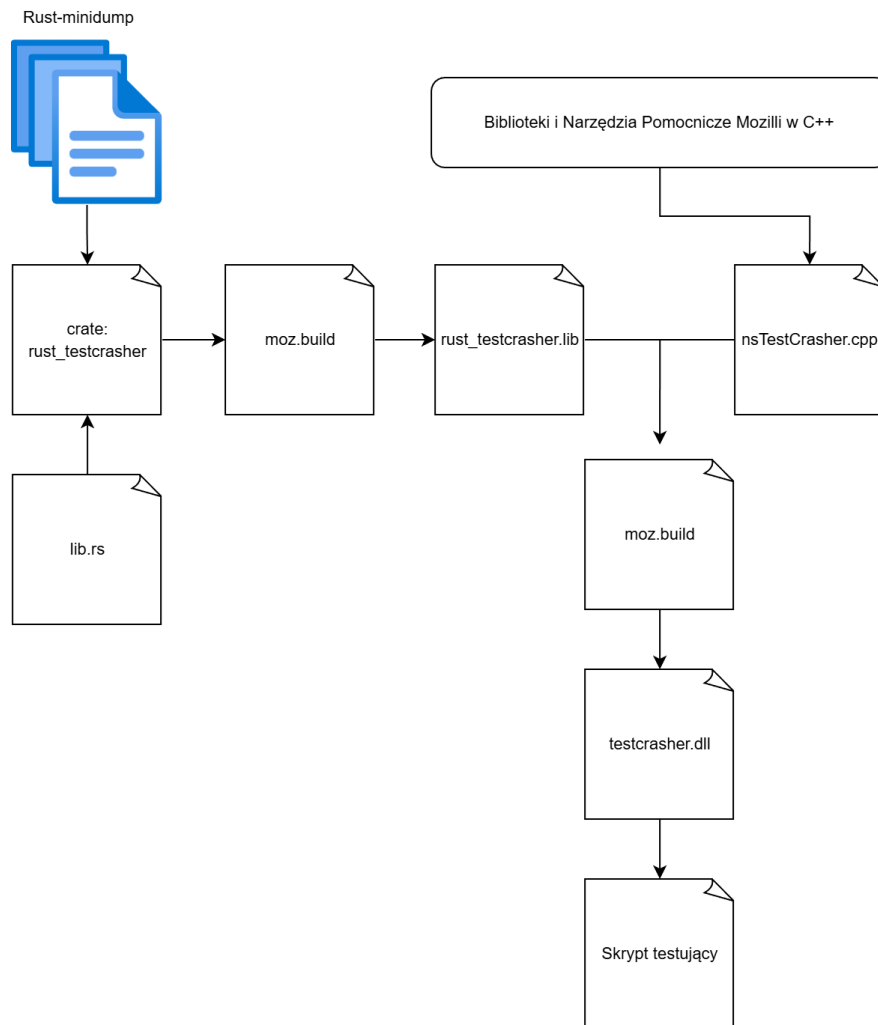 Rust-minidump
Biblioteki i Narzędzia Pomocnicze Mozilli w C++
crate:
rust_testcrasher
moz.build
rust_testcrasher.lib
nsTestCrasher.cpp
lib.rs
moz.build
testcrasher.dll
Skrypt testujący